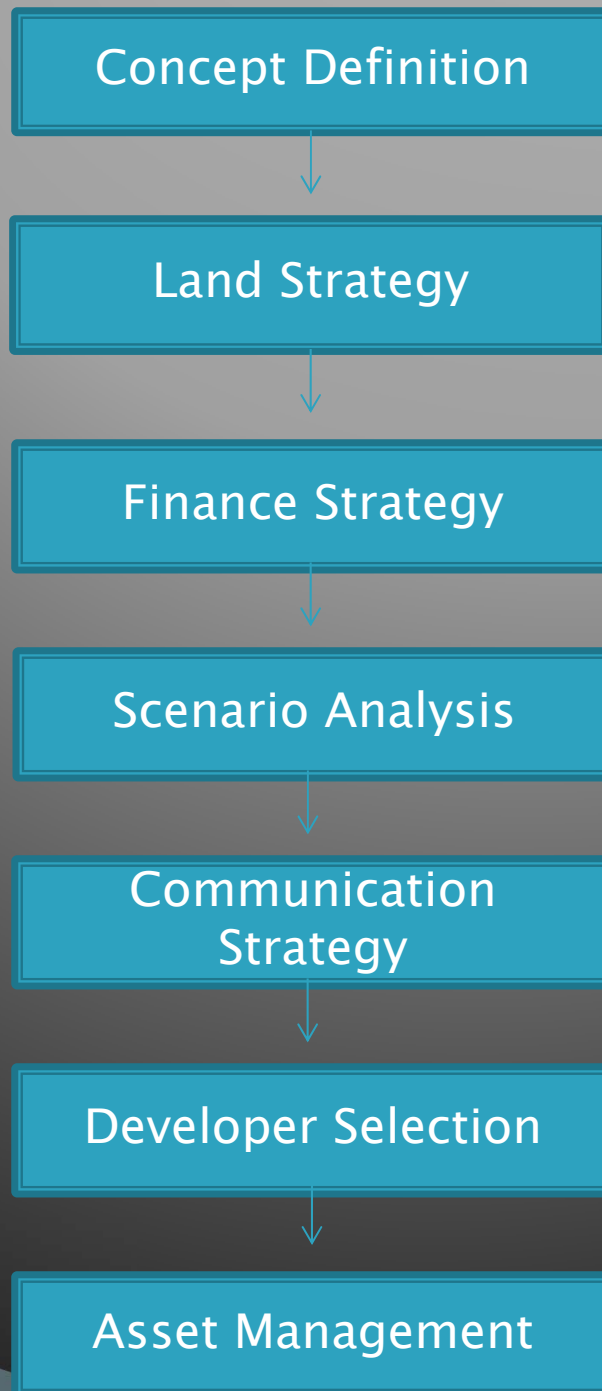 Concept Definition
Land Strategy
Finance Strategy
Scenario Analysis
Communication
Strategy
Developer Selection
Asset Management